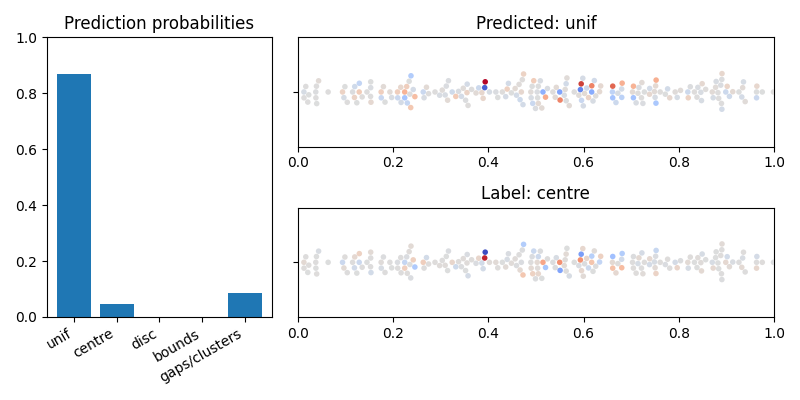 Prediction probabilities
1.0
0.8
0.6
0.4
0.2
0.0
unif
centre
disc
bounds
gaps/clusters
Predicted: unif
0.0 0.2 0.4 0.6 0.8 1.0
Label: centre
0.0 0.2 0.4 0.6 0.8 1.0